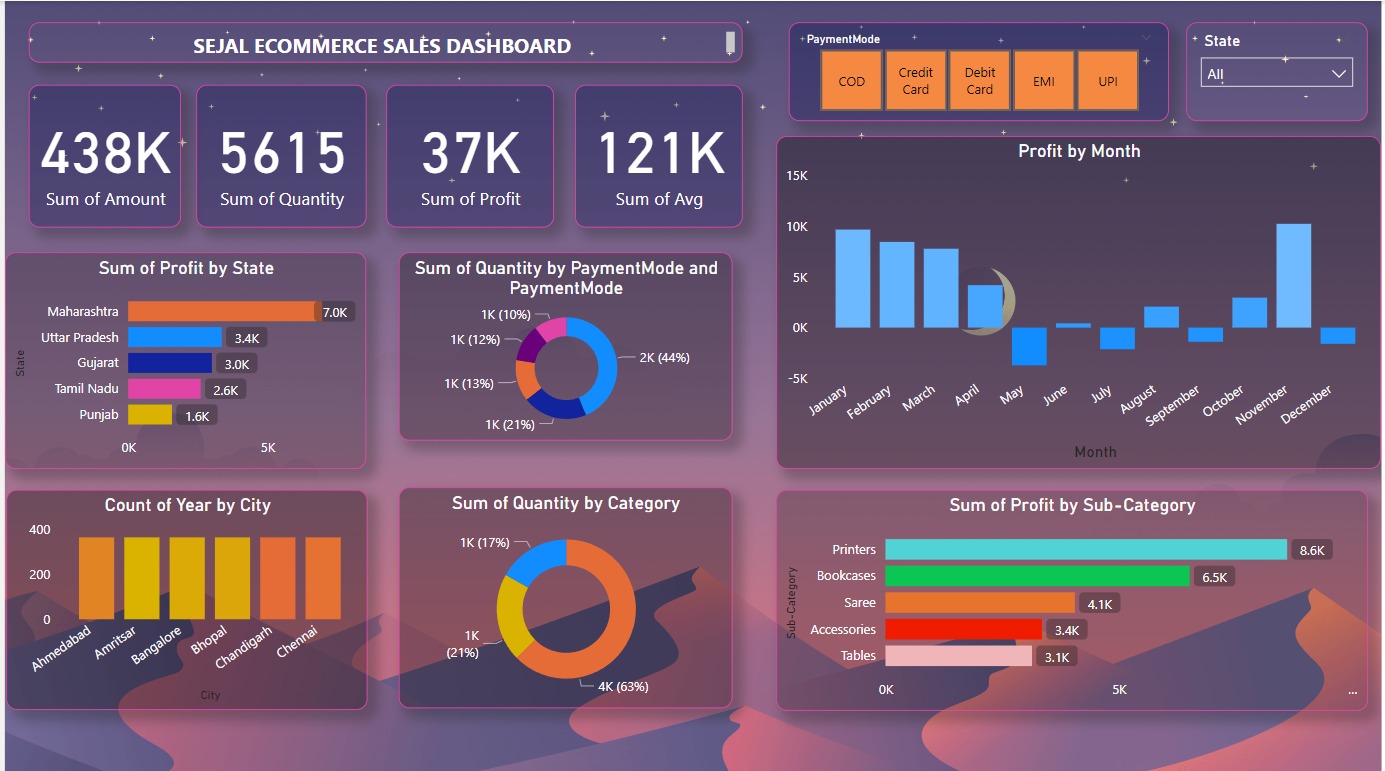 SEJAL ECOMMERCE SALES DASHBOARD
PaymentMode
COD
Credit
Card
Debit
Card
EMI
UPI
State
All
438K
Sum of Amount
5615
Sum of Quantity
37K
Sum of Profit
121K
Sum of Avg
Profit by Month
15K
10K
5K
0K
-5K
January
February
March
April
May
June
July
August
September
October
November
December
Month
Sum of Profit by State
State
Maharashtra
7.0K
Uttar Pradesh
3.4K
Gujarat
3.0K
Tamil Nadu
2.6K
Punjab
1.6K
0K
5K
Sum of Quantity by PaymentMode and
PaymentMode
1K (10%)
1K (12%)
1K (13%)
1K (21%)
2K (44%)
Count of Year by City
400
200
0
Ahmedabad
Amritsar
Bangalore
Bhopal
Chandigarh
Chennai
City
Sum of Quantity by Category
1K (17%)
1K
(21%)
4K (63%)
Sum of Profit by Sub-Category
Sub-Category
Printers
8.6K
Bookcases
6.5K
Saree
4.1K
Accessories
3.4K
Tables
3.1K
0K
5K
...